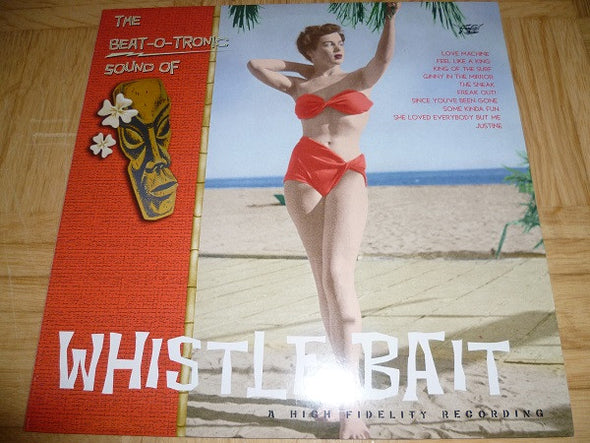 THE
BEAT-O-TRONIC
SOUND OF
LOVE MACHINE
FEEL LIKE A KING
KING OF THE SURF
GINNY IN THE MIRROR
THE SNEAK
FREAK OUT!
SINCE YOU'VE BEEN GONE
SOME KINDA FUN
SHE LOVED EVERYBODY BUT ME
JUSTINE
WHISTLE BAIT
A HIGH FIDELITY RECORDING